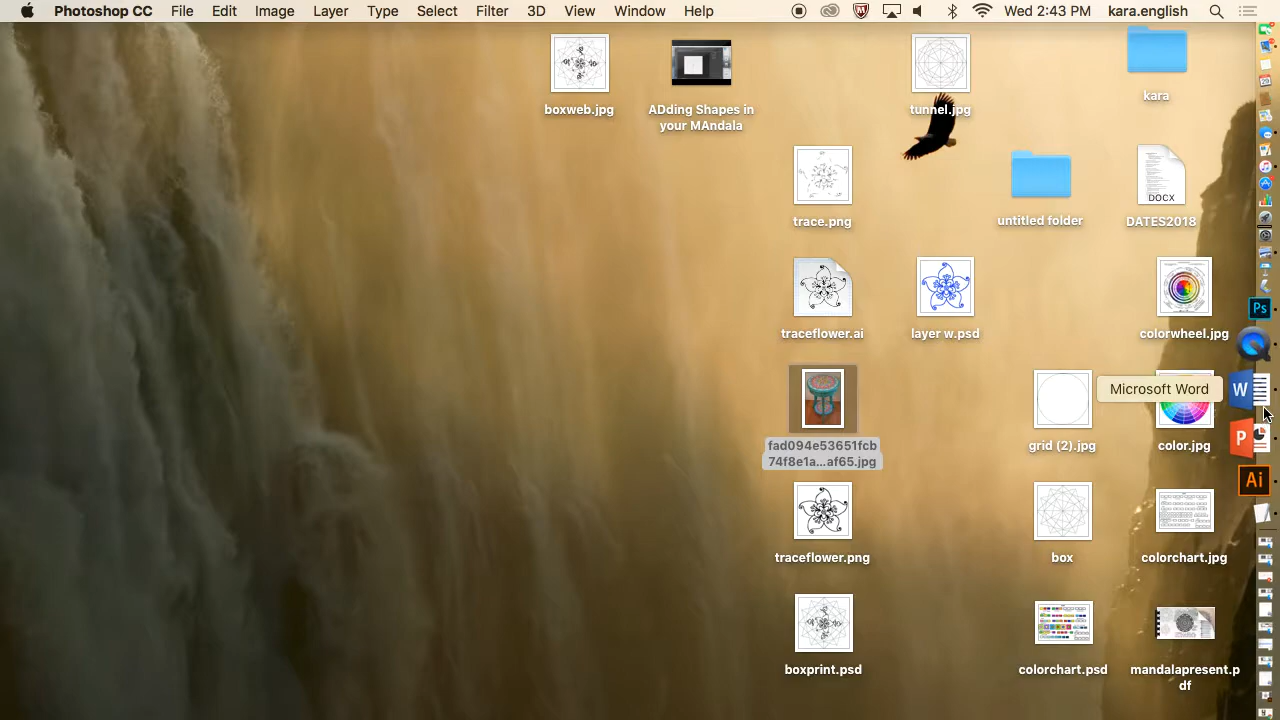 Photoshop CC File Edit Image Layer Type Select Filter 3D View Window Help Wed 2:43 PM kara.english
boxweb.jpg
ADding Shapes in
your MAndala
tunnel.jpg
kara
trace.png
untitled folder
DOCX
DATES2018
traceflower.ai
layer w.psd
colorwheel.jpg
Ps
Microsoft Word
W
fad094e53651fcb
74f8e1a...af65.jpg
grid (2).jpg
color.jpg
P
Ai
traceflower.png
box
colorchart.jpg
boxprint.psd
colorchart.psd
mandalapresent.p
df